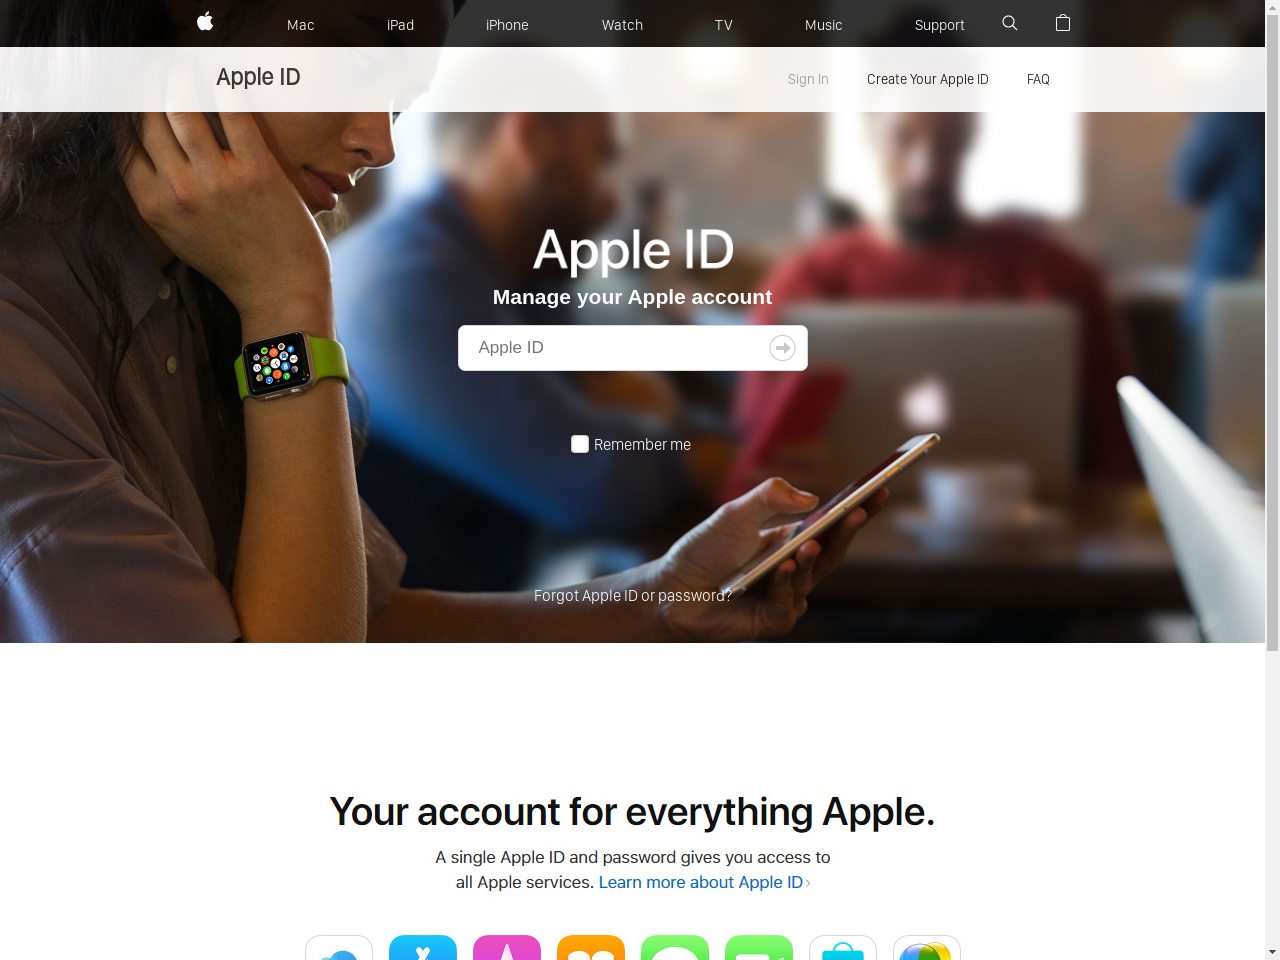 Mac iPad iPhone Watch TV Music Support
Apple ID Sign In Create Your Apple ID FAQ
Apple ID
Manage your Apple account
Apple ID
Remember me
Forgot Apple ID or password?
Your account for everything Apple.
A single Apple ID and password gives you access to
all Apple services. Learn more about Apple ID